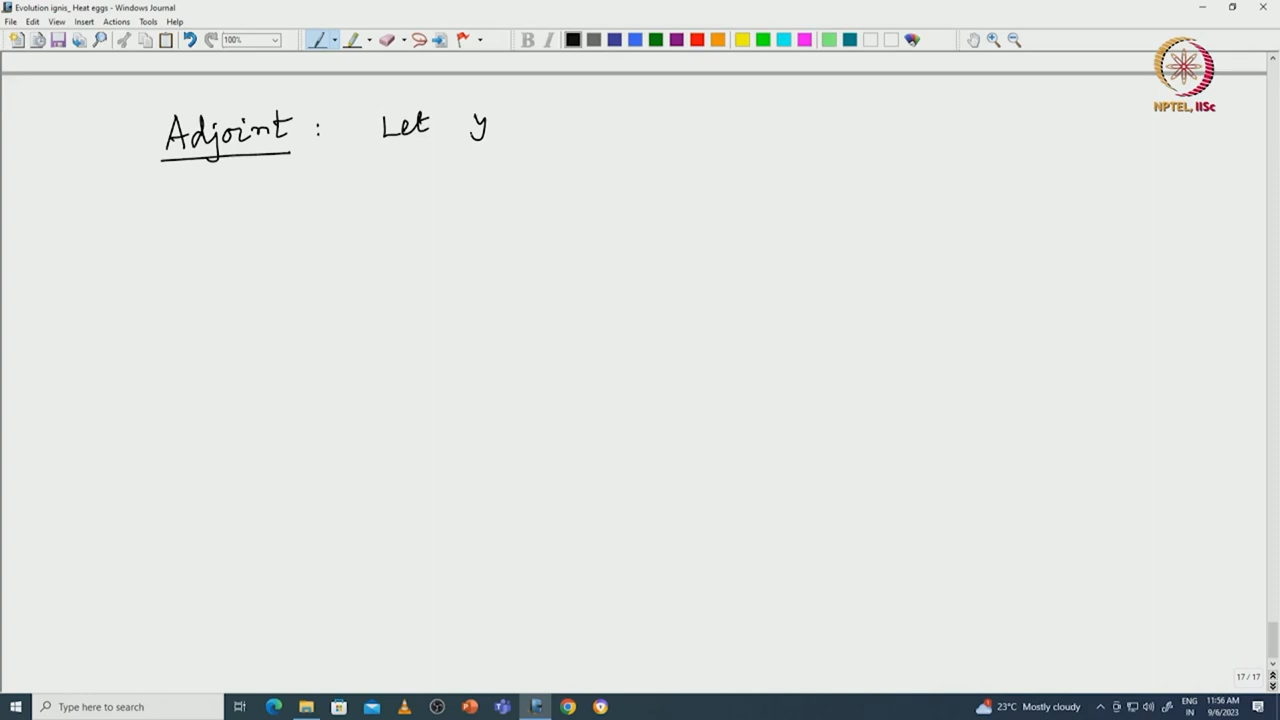 Evolution ignis_ Heat eggs - Windows Journal
File Edit View Insert Actions Tools Help
100% B I
NPTEL, IISc
Adjoint : Let y
17 / 17
Type here to search 23°C Mostly cloudy ENG IN 11:56 AM 9/6/2023